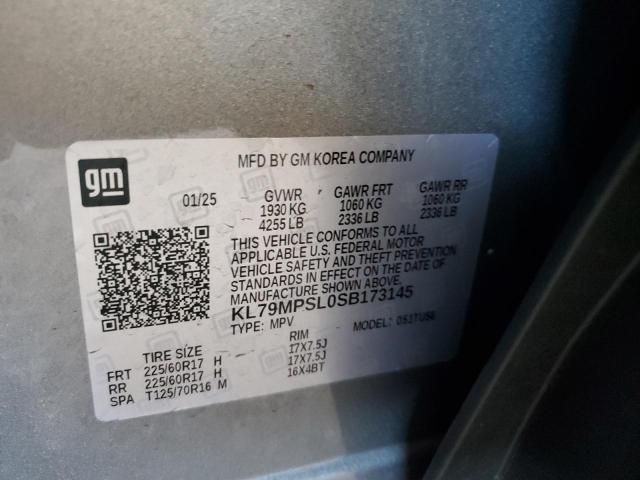 gm
MFD BY GM KOREA COMPANY
01/25 GVWR GAWR FRT GAWR RR
1930 KG 1060 KG 1060 KG
4255 LB 2336 LB 2336 LB
THIS VEHICLE CONFORMS TO ALL
APPLICABLE U.S. FEDERAL MOTOR
VEHICLE SAFETY AND THEFT PREVENTION
STANDARDS IN EFFECT ON THE DATE OF
MANUFACTURE SHOWN ABOVE.
KL79MPSL0SB173145
TYPE: MPV MODEL: 0S1TU56
TIRE SIZE RIM
FRT 225/60R17 H 17X7.5J
RR 225/60R17 H 17X7.5J
SPA T125/70R16 M 16X4BT